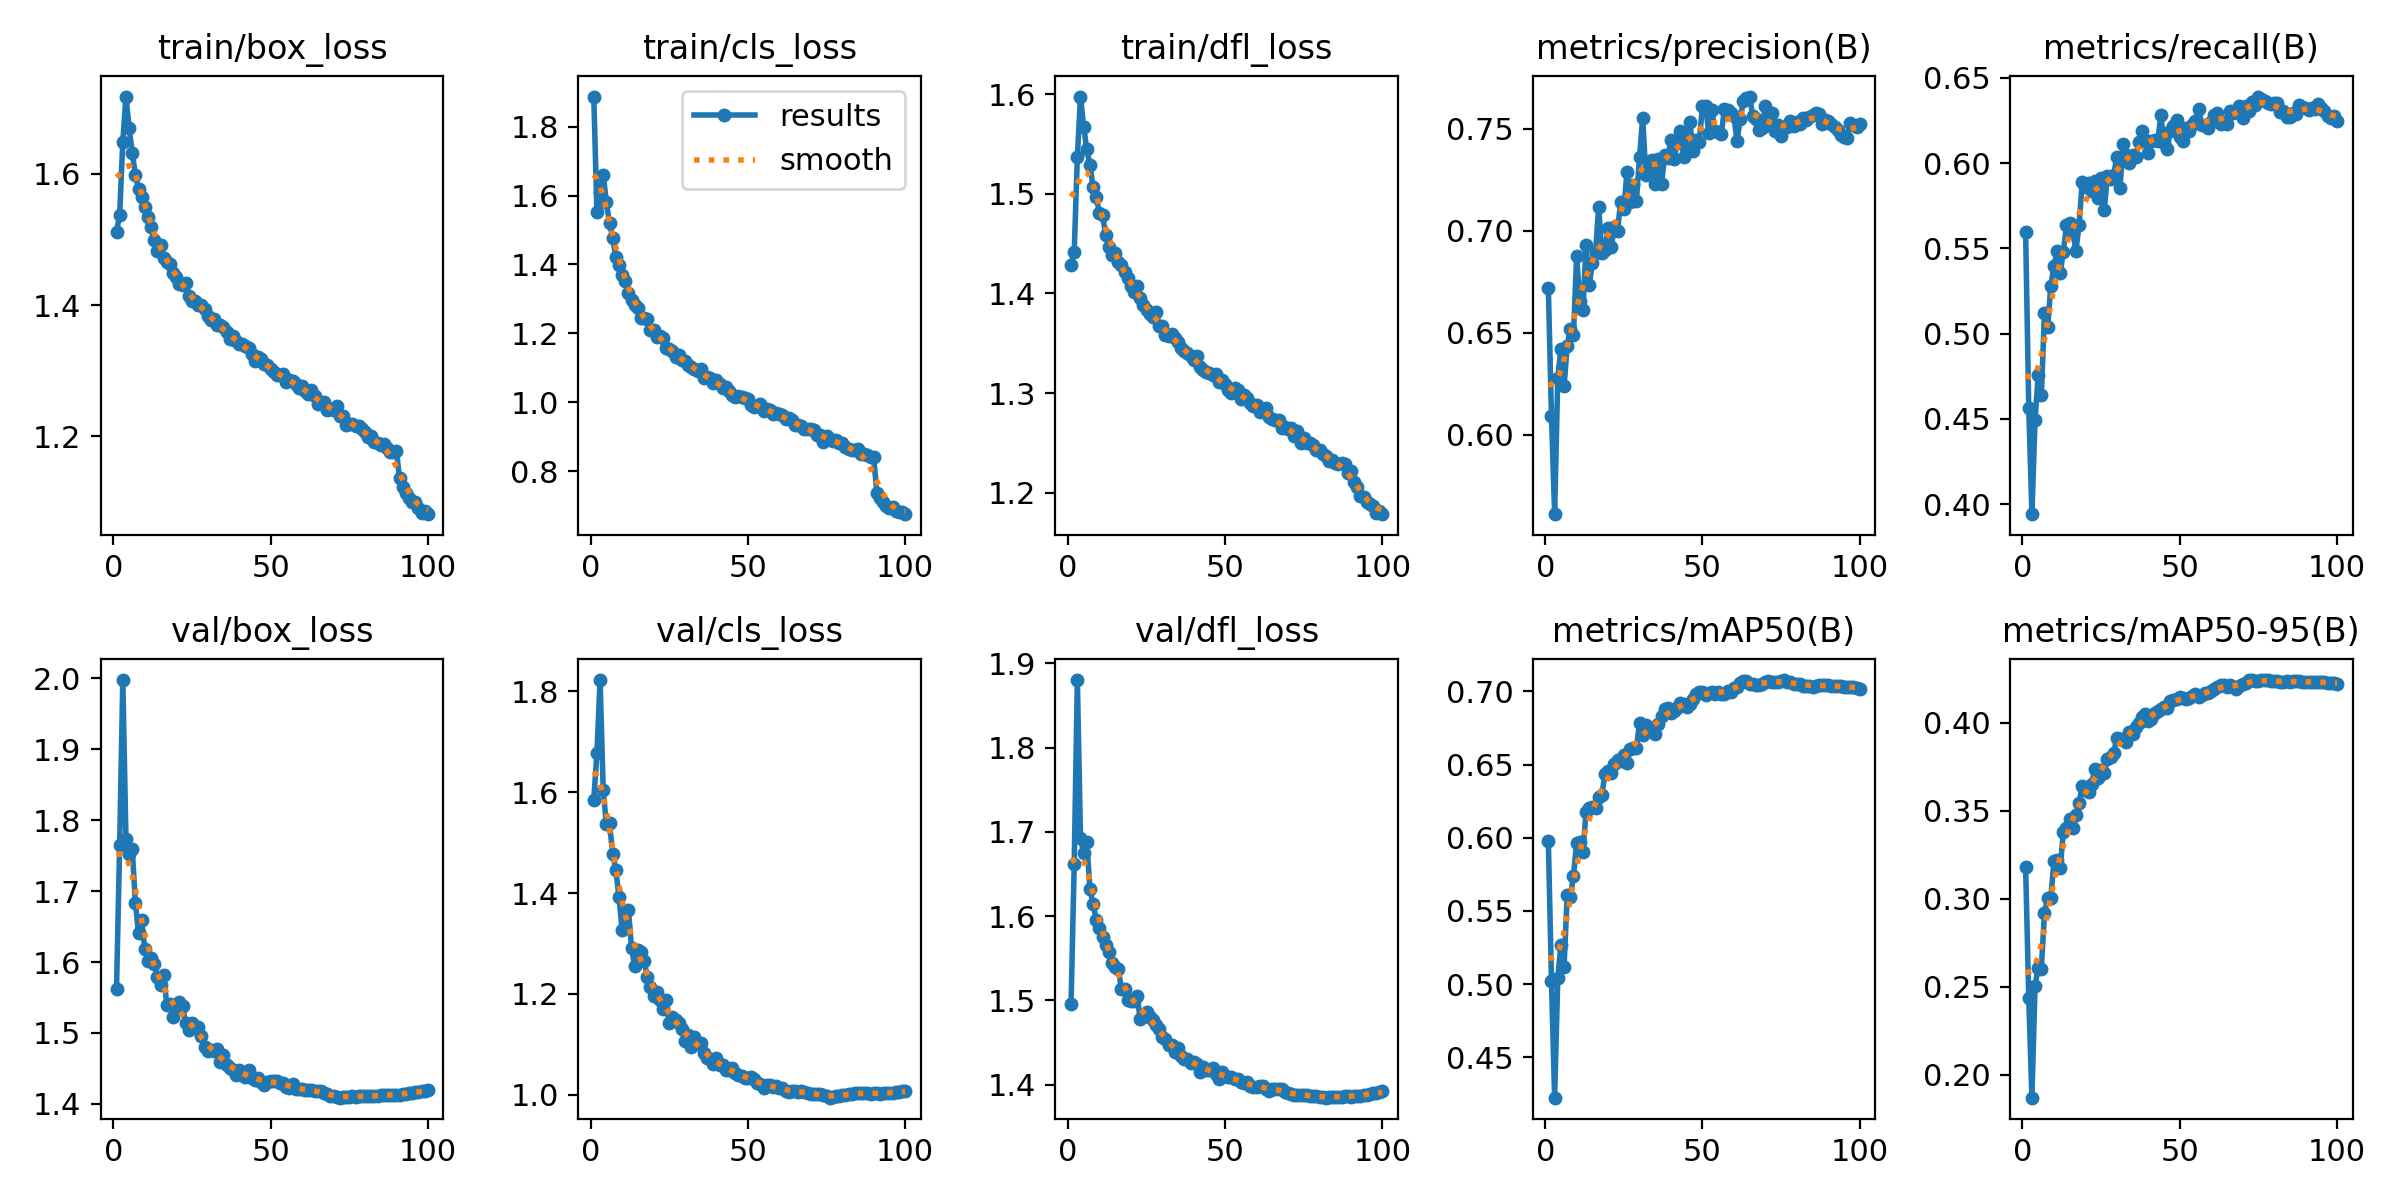 train/box_loss
1.6
1.4
1.2
0 50 100
train/cls_loss
results
smooth
1.8
1.6
1.4
1.2
1.0
0.8
0 50 100
train/dfl_loss
1.6
1.5
1.4
1.3
1.2
0 50 100
metrics/precision(B)
0.75
0.70
0.65
0.60
0 50 100
metrics/recall(B)
0.65
0.60
0.55
0.50
0.45
0.40
0 50 100
val/box_loss
2.0
1.9
1.8
1.7
1.6
1.5
1.4
0 50 100
val/cls_loss
1.8
1.6
1.4
1.2
1.0
0 50 100
val/dfl_loss
1.9
1.8
1.7
1.6
1.5
1.4
0 50 100
metrics/mAP50(B)
0.70
0.65
0.60
0.55
0.50
0.45
0 50 100
metrics/mAP50-95(B)
0.40
0.35
0.30
0.25
0.20
0 50 100